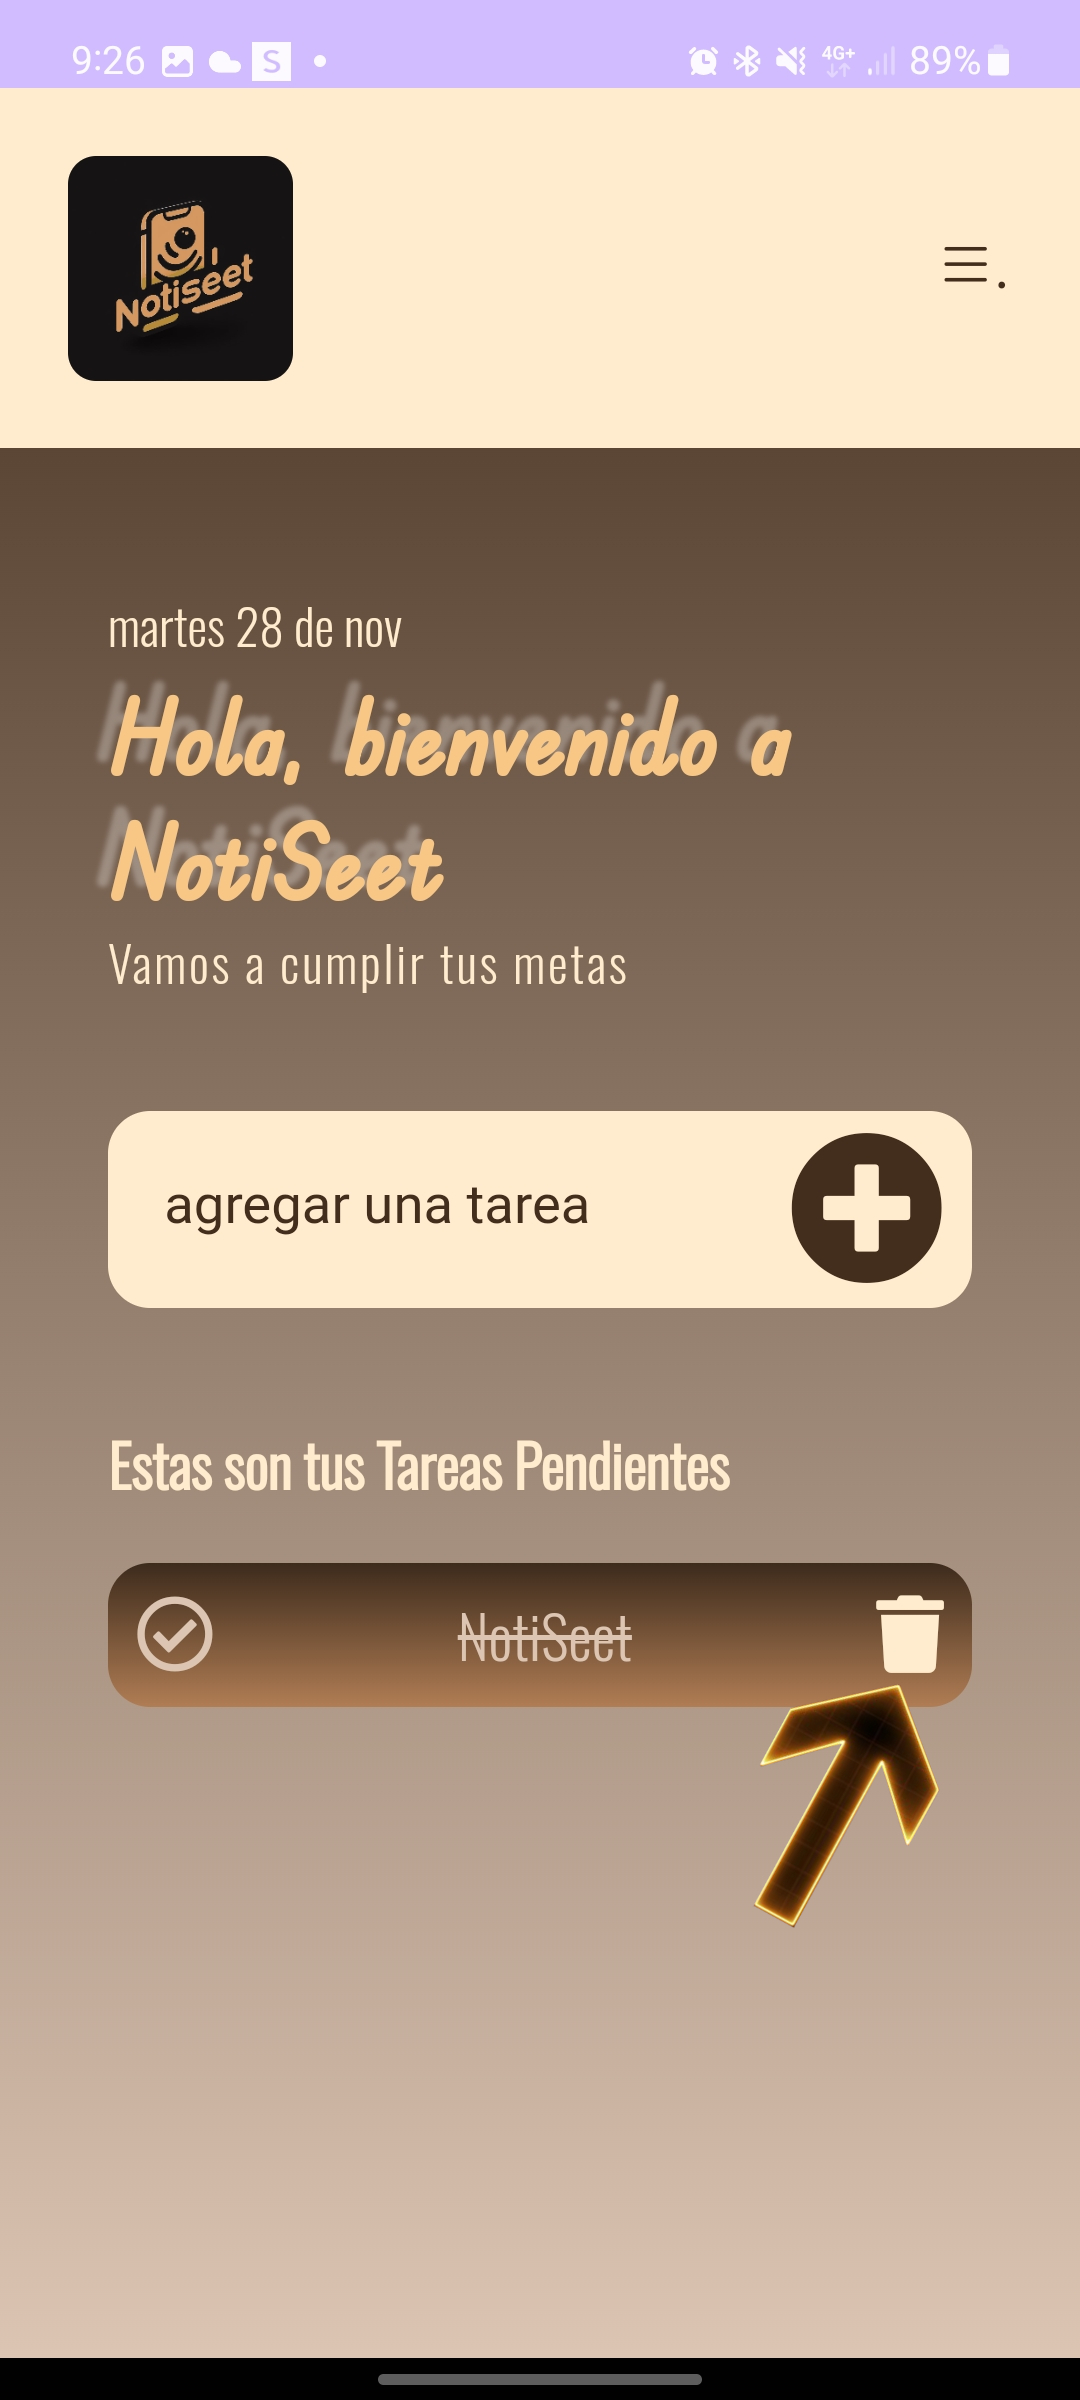 9:26 S 4G+ 89%
Notiseet
martes 28 de nov
Hola, bienvenido a
NotiSeet
Vamos a cumplir tus metas
agregar una tarea
Estas son tus Tareas Pendientes
NotiSeet